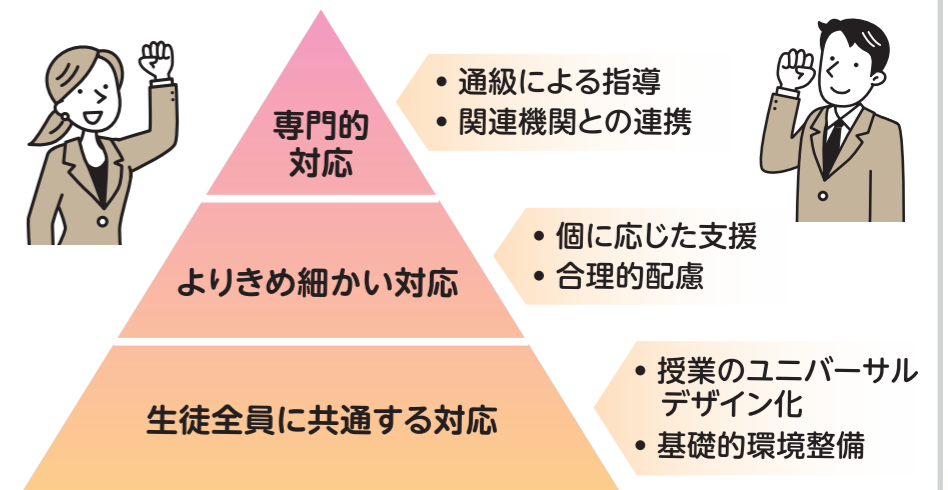 専門的
対応
• 通級による指導
• 関連機関との連携
よりきめ細かい対応
• 個に応じた支援
• 合理的配慮
生徒全員に共通する対応
• 授業のユニバーサル
デザイン化
• 基礎的環境整備